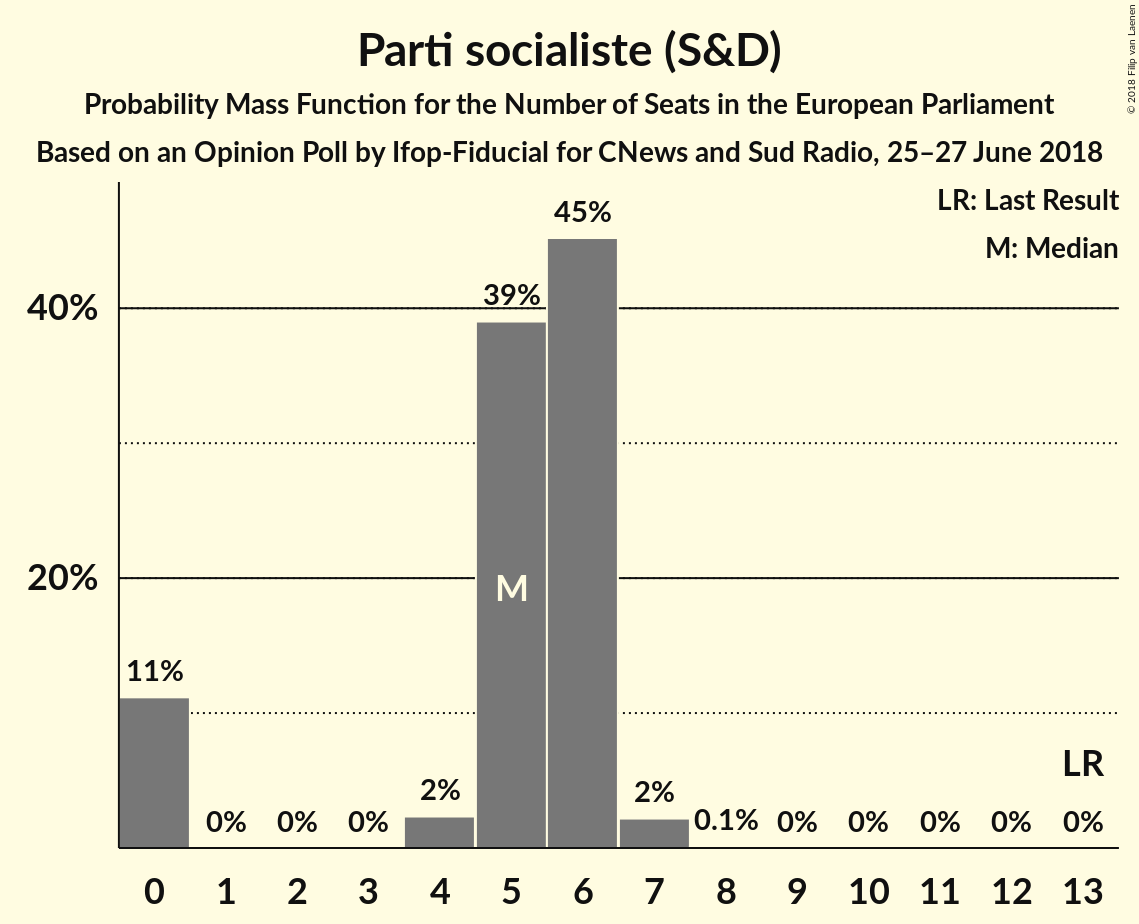 Parti socialiste (S&D)
Probability Mass Function for the Number of Seats in the European Parliament
Based on an Opinion Poll by Ifop-Fiducial for CNews and Sud Radio, 25–27 June 2018
© 2018 Filip van Laenen
LR: Last Result
M: Median
45%
39%
40%
20%
M
11%
LR
2%
2%
0%
0%
0%
0.1%
0%
0%
0%
0%
0%
0 1 2 3 4 5 6 7 8 9 10 11 12 13